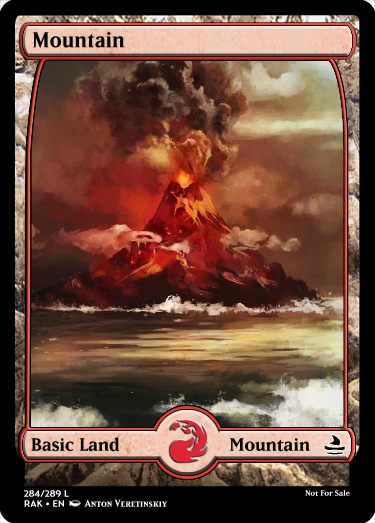 Mountain
Basic Land Mountain
284/289 L Not For Sale
RAK • EN Anton Veretinskiy